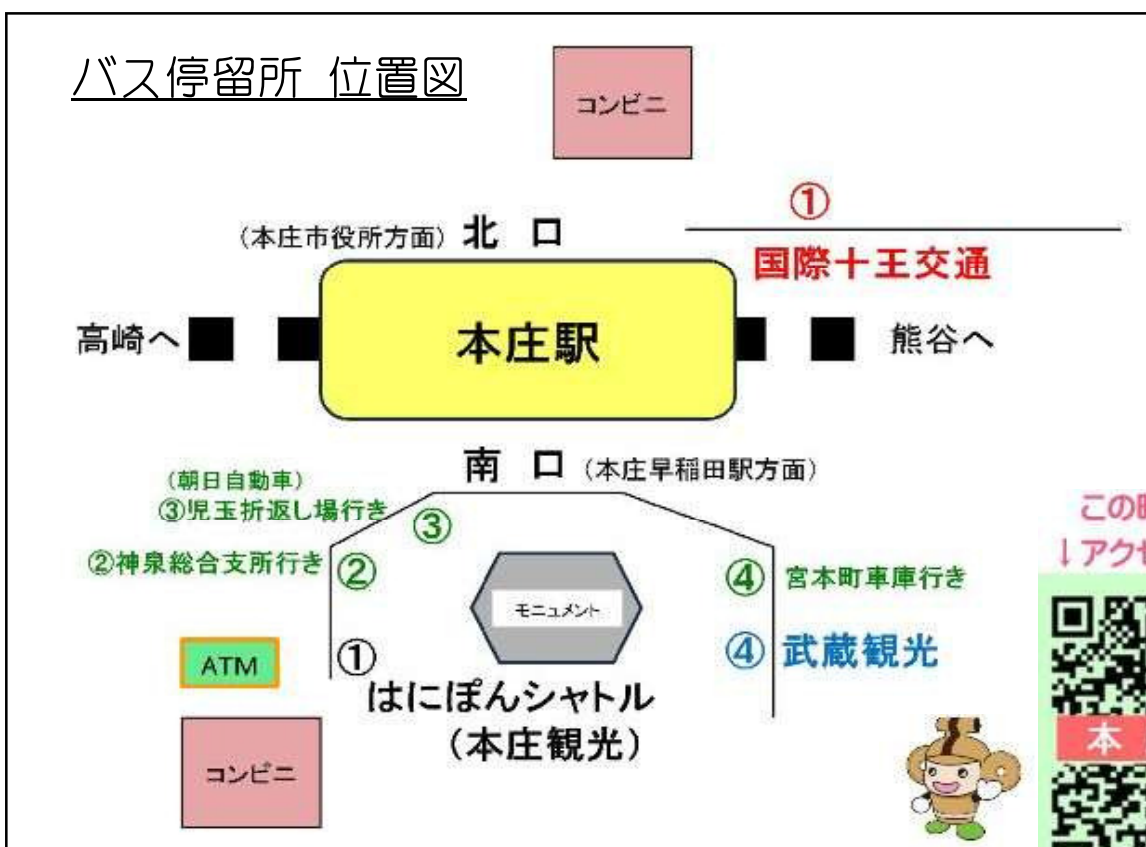 バス停留所 位置図
コンビニ
①
(本庄市役所方面) 北 口
国際十王交通
高崎へ
本庄駅
熊谷へ
南 口 (本庄早稲田駅方面)
(朝日自動車)
③児玉折返し場行き
③
②神泉総合支所行き
②
モニュメント
④ 宮本町車庫行き
④ 武蔵観光
ATM
①
はにぽんシャトル
(本庄観光)
コンビニ
この
↓アクセ
本